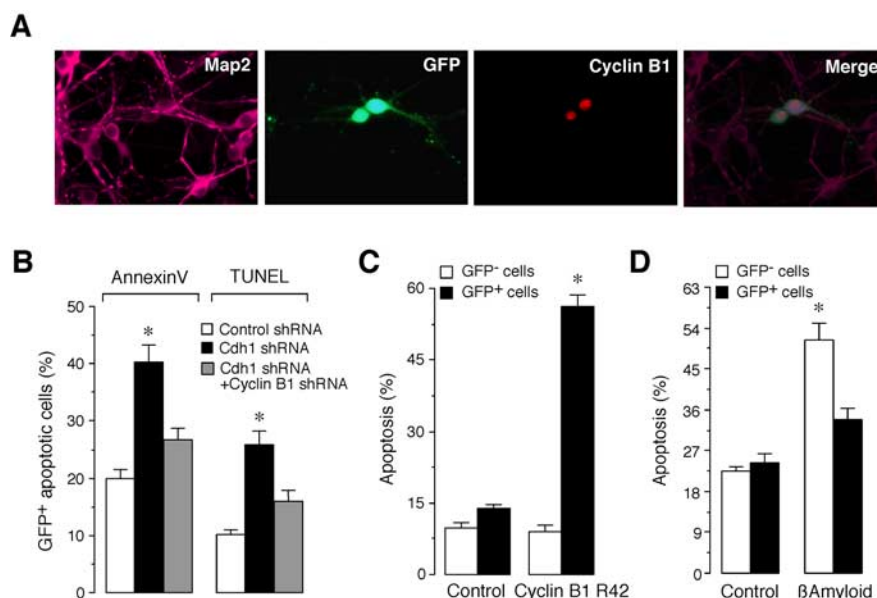 A
Map2
GFP
Cyclin B1
Merge
B
AnnexinV
TUNEL
Control shRNA
Cdh1 shRNA
Cdh1 shRNA
+Cyclin B1 shRNA
GFP+ apoptotic cells (%)
50
40
30
20
10
0
C
GFP- cells
GFP+ cells
*
Apoptosis (%)
60
45
30
15
0
Control
Cyclin B1 R42
D
GFP- cells
GFP+ cells
*
Apoptosis (%)
63
54
45
36
27
18
9
0
Control
βAmyloid
*
*